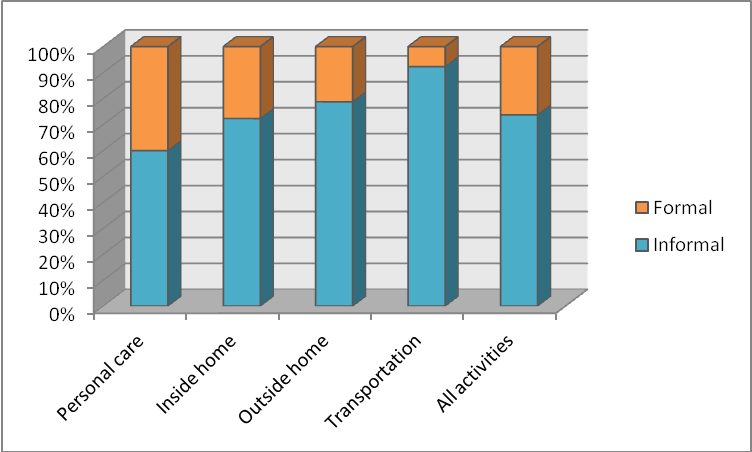 100%
90%
80%
70%
60%
50%
40%
30%
20%
10%
0%
Personal care
Inside home
Outside home
Transportation
All activities
Formal
Informal